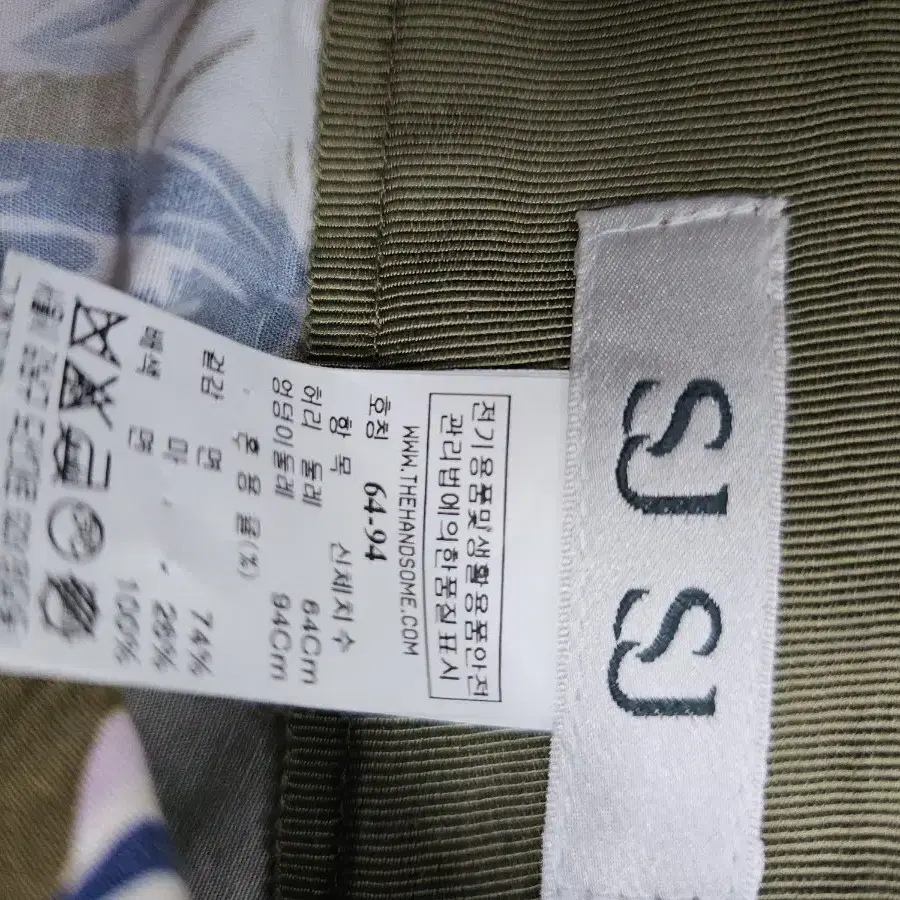 SJ SJ
전기용품및생활용품안전
관리법에의한품질표시
WWW.THEHANDSOME.COM
호칭 64-94
항목 신체치수
허리 둘레 64Cm
엉덩이둘레 94Cm
혼용율(%)
겉감 면 74%
마 26%
배색 면 100%